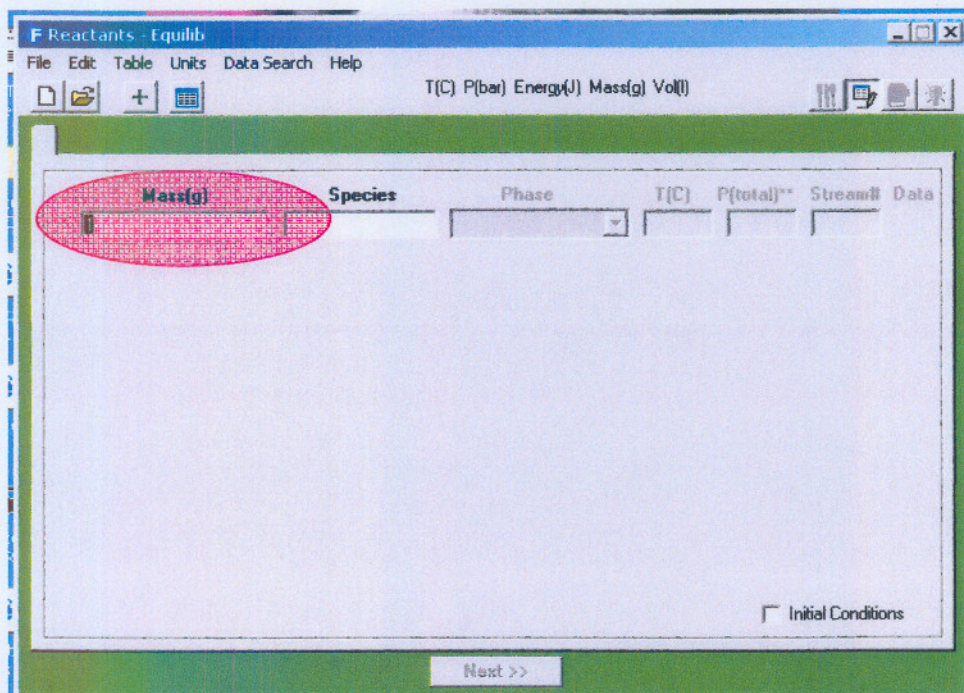 F Reactants - Equilib
File Edit Table Units Data Search Help
T(C) P(bar) Energy(J) Mass(g) Vol(l)
Mass(g) Species Phase T(C) P(total)** Stream# Data
Initial Conditions
Next >>